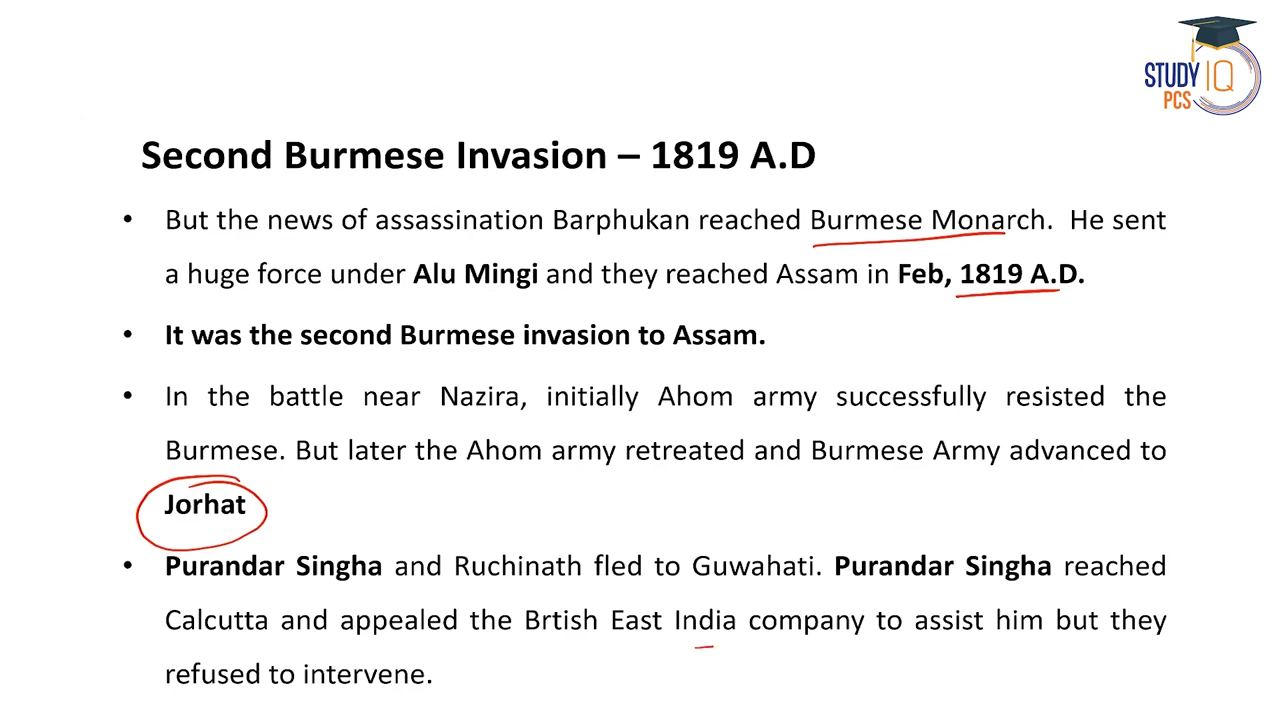 STUDY IQ
PCS
Second Burmese Invasion – 1819 A.D
• But the news of assassination Barphukan reached Burmese Monarch. He sent
a huge force under Alu Mingi and they reached Assam in Feb, 1819 A.D.
• It was the second Burmese invasion to Assam.
• In the battle near Nazira, initially Ahom army successfully resisted the
Burmese. But later the Ahom army retreated and Burmese Army advanced to
Jorhat
• Purandar Singha and Ruchinath fled to Guwahati. Purandar Singha reached
Calcutta and appealed the Brtish East India company to assist him but they
refused to intervene.